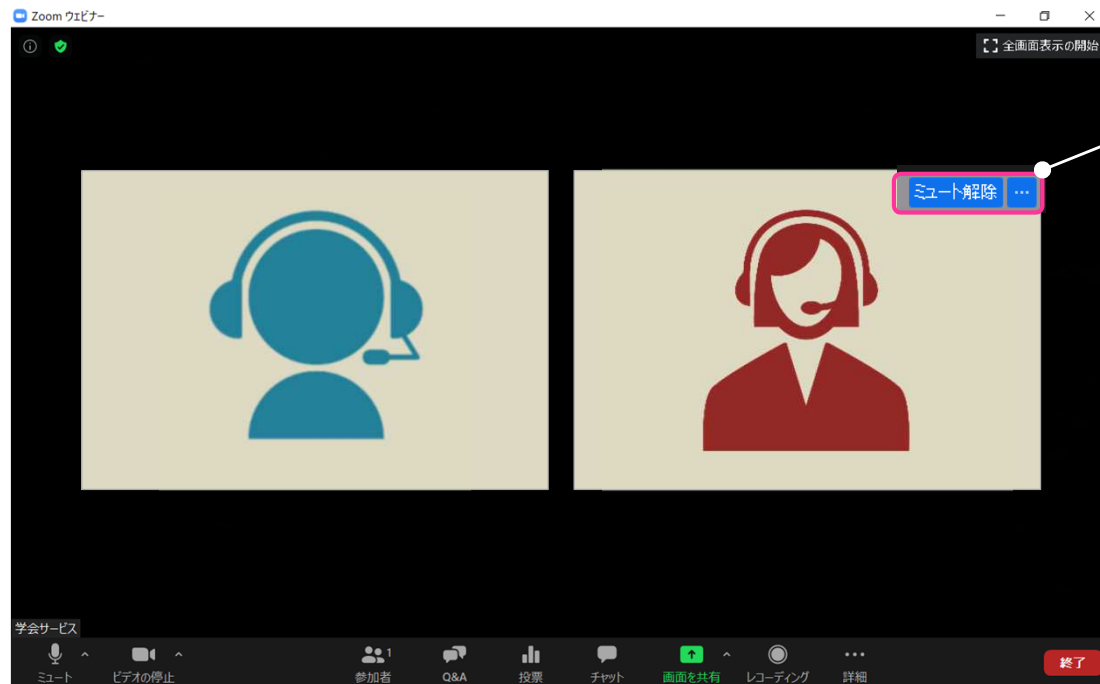 Zoom ウェビナー
全画面表示の開始
ミュート解除 ...
学会サービス
1
ミュート ビデオの停止 参加者 Q&A 投票 チャット 画面を共有 レコーディング 詳細 終了